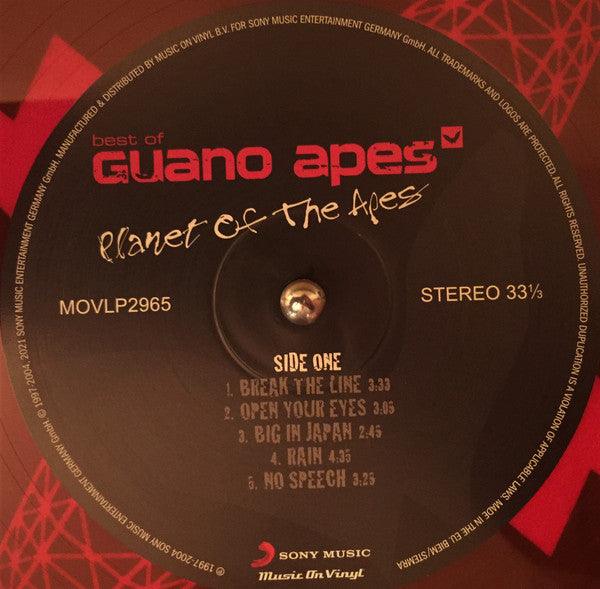 MANUFACTURED & DISTRIBUTED BY MUSIC ON VINYL B.V. FOR SONY MUSIC ENTERTAINMENT GERMANY GmbH. ALL TRADEMARKS AND LOGOS ARE PROTECTED. ALL RIGHTS RESERVED. UNAUTHORIZED DUPLICATION IS A VIOLATION OF APPLICABLE LAWS. MADE IN THE EU. BIEM/STEMRA
℗ 1997-2004 SONY MUSIC ENTERTAINMENT GERMANY GmbH. © 1997-2004, 2021 SONY MUSIC ENTERTAINMENT GERMANY GmbH.
best of
Guano apes
Planet Of The Apes
MOVLP2965
STEREO 33⅓
SIDE ONE
1. BREAK THE LINE 3:33
2. OPEN YOUR EYES 3:05
3. BIG IN JAPAN 2:45
4. RAIN 4:35
5. NO SPEECH 3:25
SONY MUSIC
Music On Vinyl